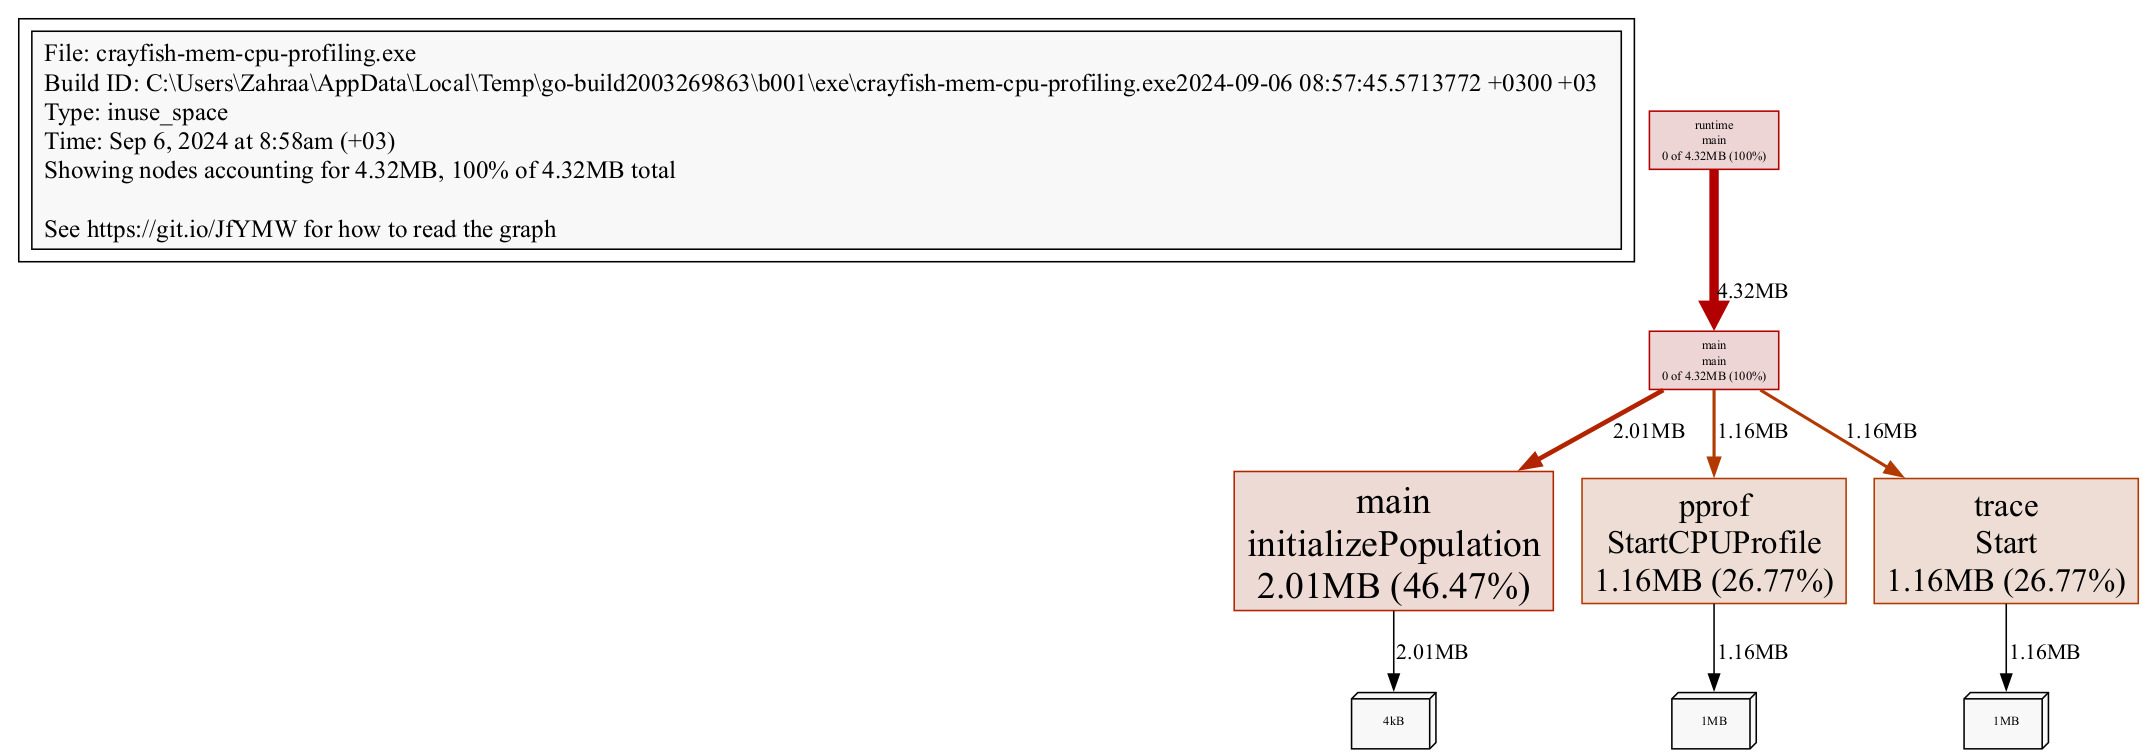 File: crayfish-mem-cpu-profiling.exe
Build ID: C:\Users\Zahraa\AppData\Local\Temp\go-build2003269863\b001\exe\crayfish-mem-cpu-profiling.exe2024-09-06 08:57:45.5713772 +0300 +03
Type: inuse_space
Time: Sep 6, 2024 at 8:58am (+03)
Showing nodes accounting for 4.32MB, 100% of 4.32MB total
See https://git.io/JfYMW for how to read the graph
runtime
main
0 of 4.32MB (100%)
4.32MB
main
main
0 of 4.32MB (100%)
2.01MB
1.16MB
1.16MB
main
initializePopulation
2.01MB (46.47%)
pprof
StartCPUProfile
1.16MB (26.77%)
trace
Start
1.16MB (26.77%)
2.01MB
1.16MB
1.16MB
4kB
1MB
1MB